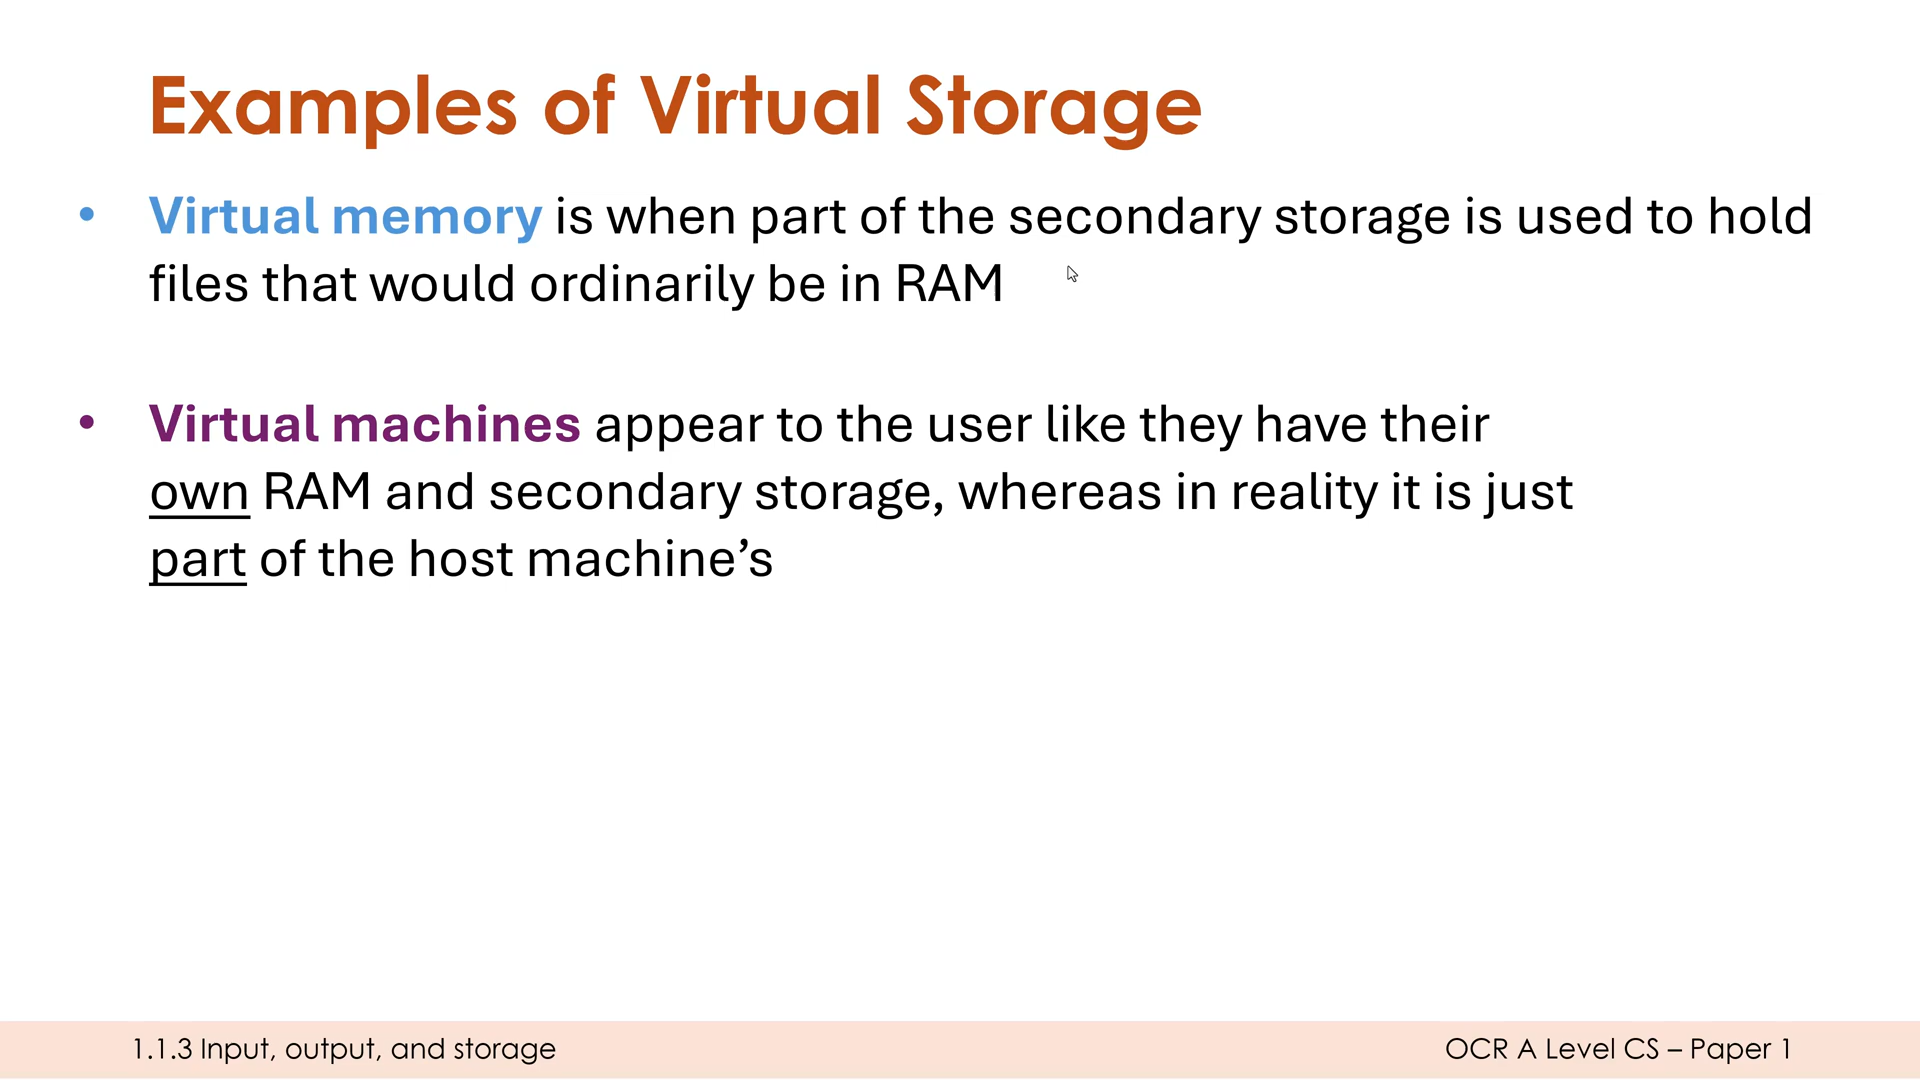 Examples of Virtual Storage
• Virtual memory is when part of the secondary storage is used to hold
files that would ordinarily be in RAM
• Virtual machines appear to the user like they have their
own RAM and secondary storage, whereas in reality it is just
part of the host machine’s
1.1.3 Input, output, and storage
OCR A Level CS – Paper 1